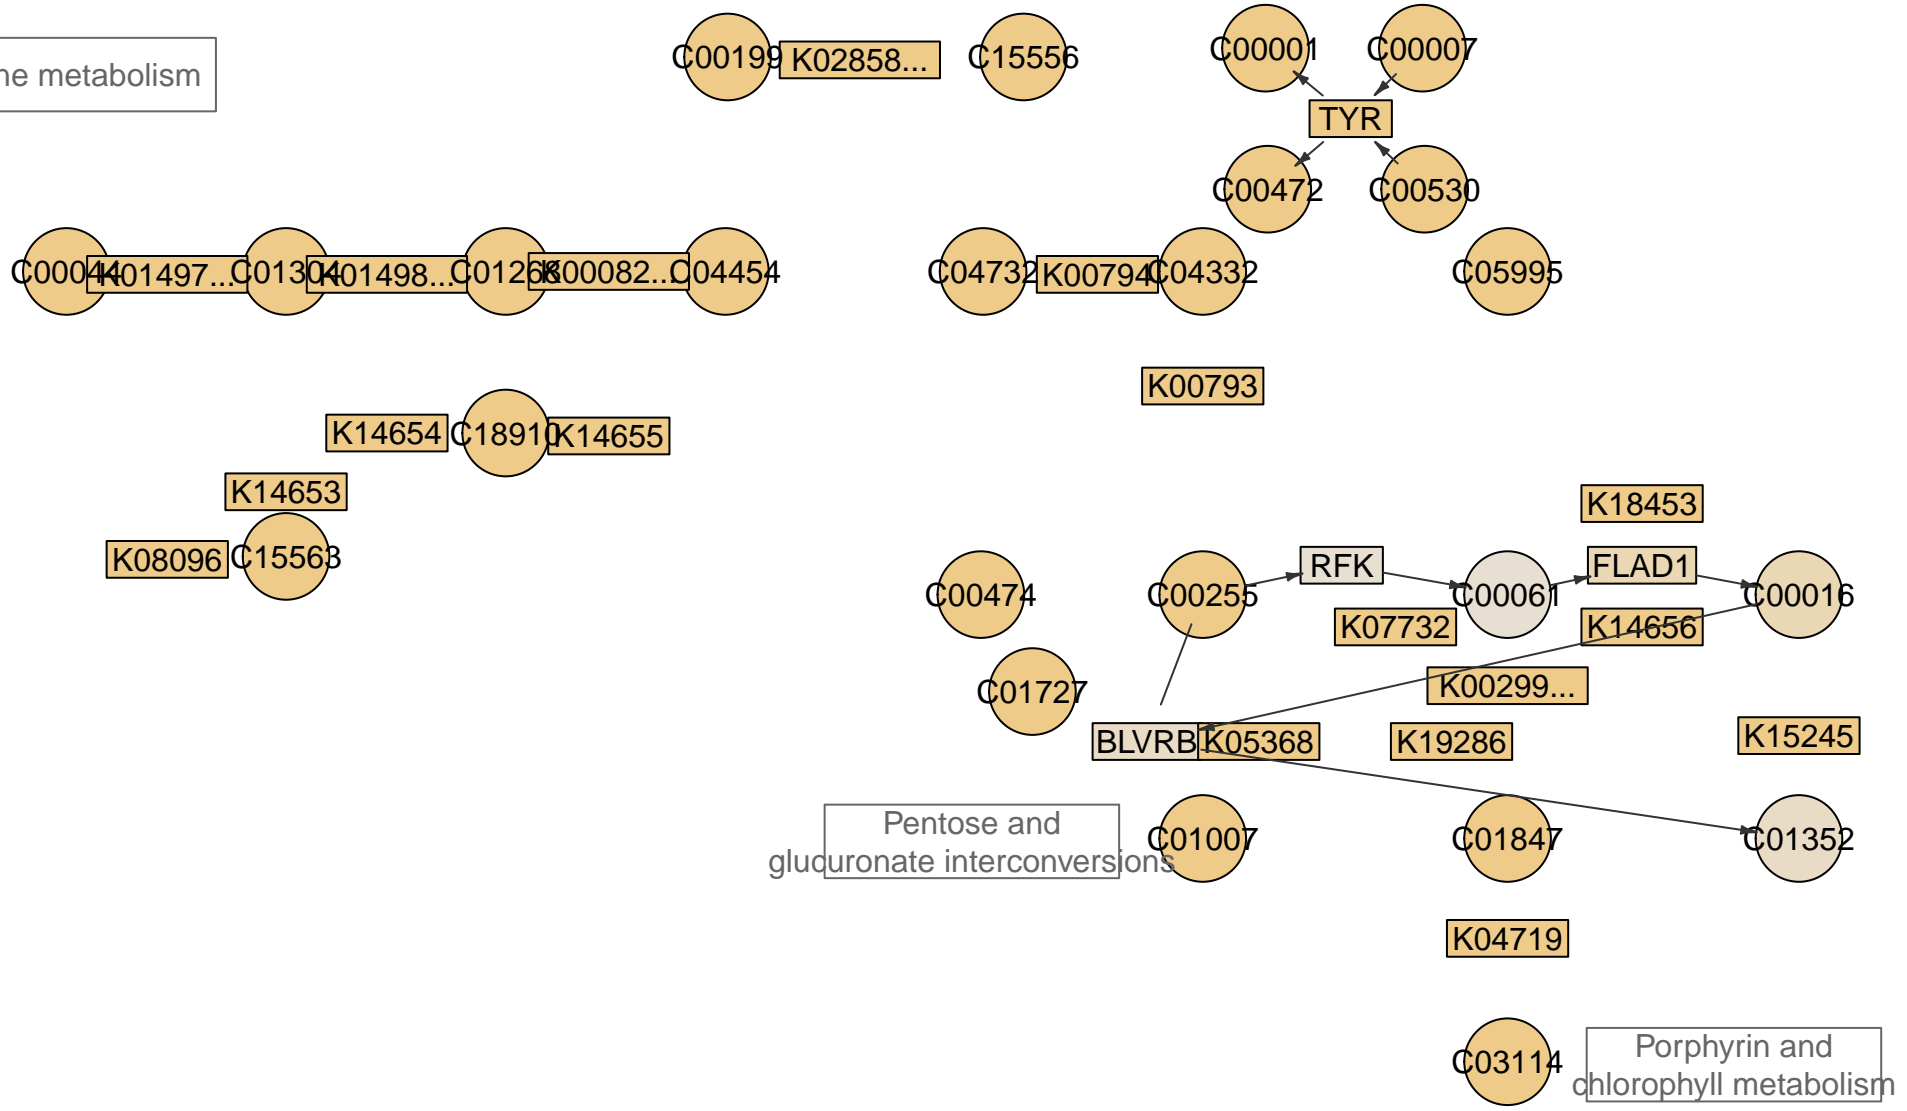 ne metabolism
C00199
K02858...
C15556
C00001
C00007
TYR
C00472
C00530
C00044
K01497...
C01304
K01498...
C01268
K00082...
C04454
C04732
K00794
C04332
C05995
K00793
K14654
C18910
K14655
K14653
K08096
C15563
K18453
C00474
C00255
RFK
C00061
FLAD1
C00016
K07732
K14656
C01727
K00299...
BLVRB
K05368
K19286
K15245
Pentose and
glucuronate interconversions
C01007
C01847
C01352
K04719
C03114
Porphyrin and
chlorophyll metabolism